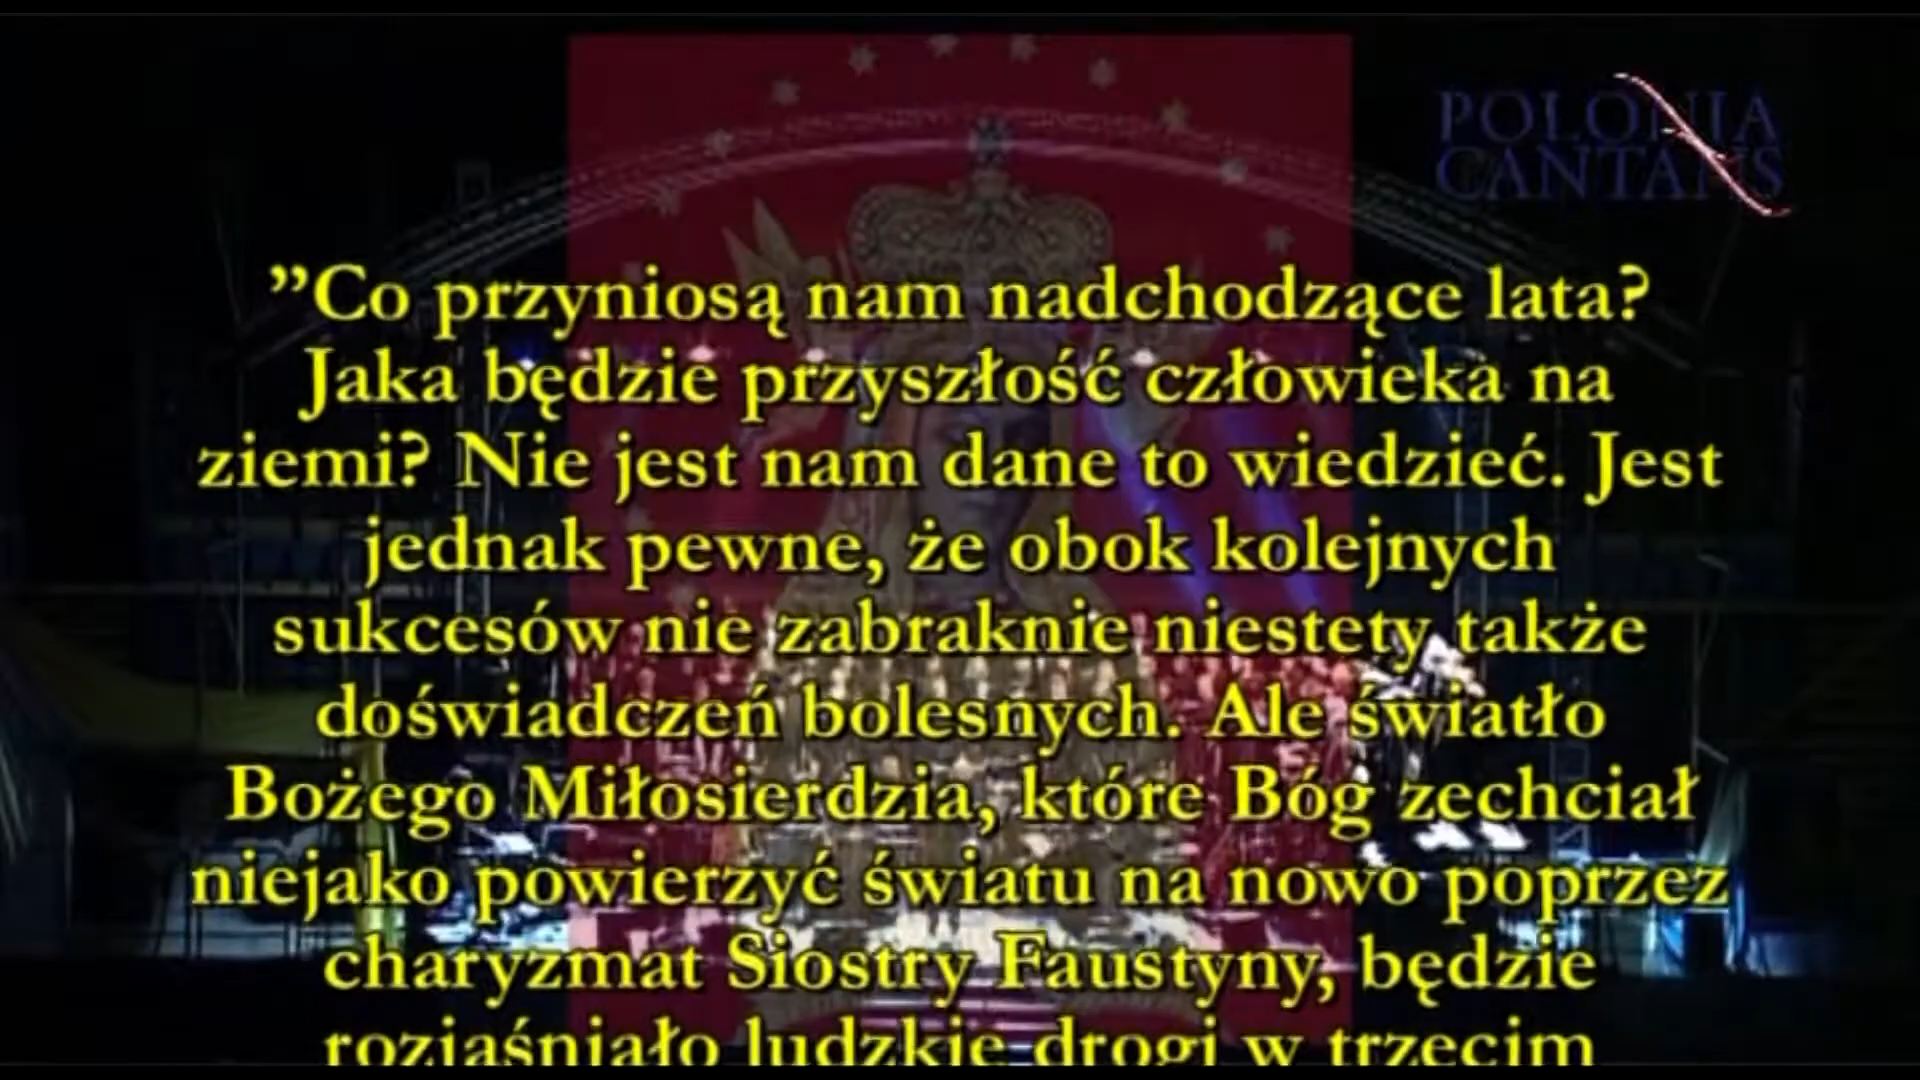 POLONIA
CANTANS
”Co przyniosą nam nadchodzące lata?
Jaka będzie przyszłość człowieka na
ziemi? Nie jest nam dane to wiedzieć. Jest
jednak pewne, że obok kolejnych
sukcesów nie zabraknie niestety także
doświadczeń bolesnych. Ale światło
Bożego Miłosierdzia, które Bóg zechciał
niejako powierzyć światu na nowo poprzez
charyzmat Siostry Faustyny, będzie
rozjaśniało ludzkie drogi w trzecim